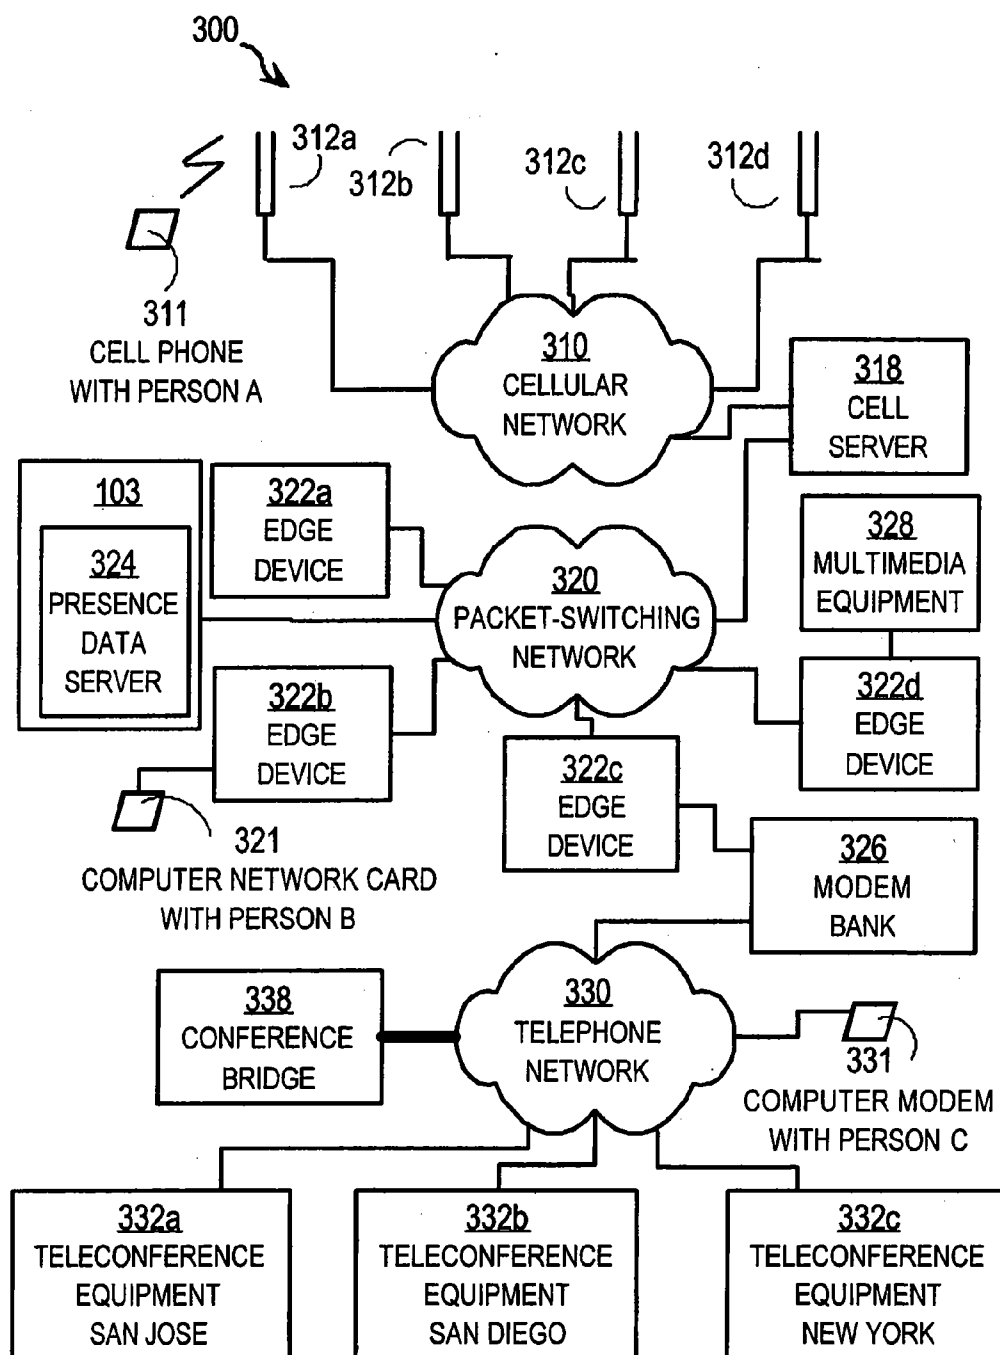 300
312a
312b
312c
312d
311
CELL PHONE
WITH PERSON A
310
CELLULAR
NETWORK
318
CELL
SERVER
103
324
PRESENCE
DATA
SERVER
322a
EDGE
DEVICE
320
PACKET-SWITCHING
NETWORK
328
MULTIMEDIA
EQUIPMENT
322b
EDGE
DEVICE
322d
EDGE
DEVICE
322c
EDGE
DEVICE
321
COMPUTER NETWORK CARD
WITH PERSON B
326
MODEM
BANK
338
CONFERENCE
BRIDGE
330
TELEPHONE
NETWORK
331
COMPUTER MODEM
WITH PERSON C
332a
TELECONFERENCE
EQUIPMENT
SAN JOSE
332b
TELECONFERENCE
EQUIPMENT
SAN DIEGO
332c
TELECONFERENCE
EQUIPMENT
NEW YORK